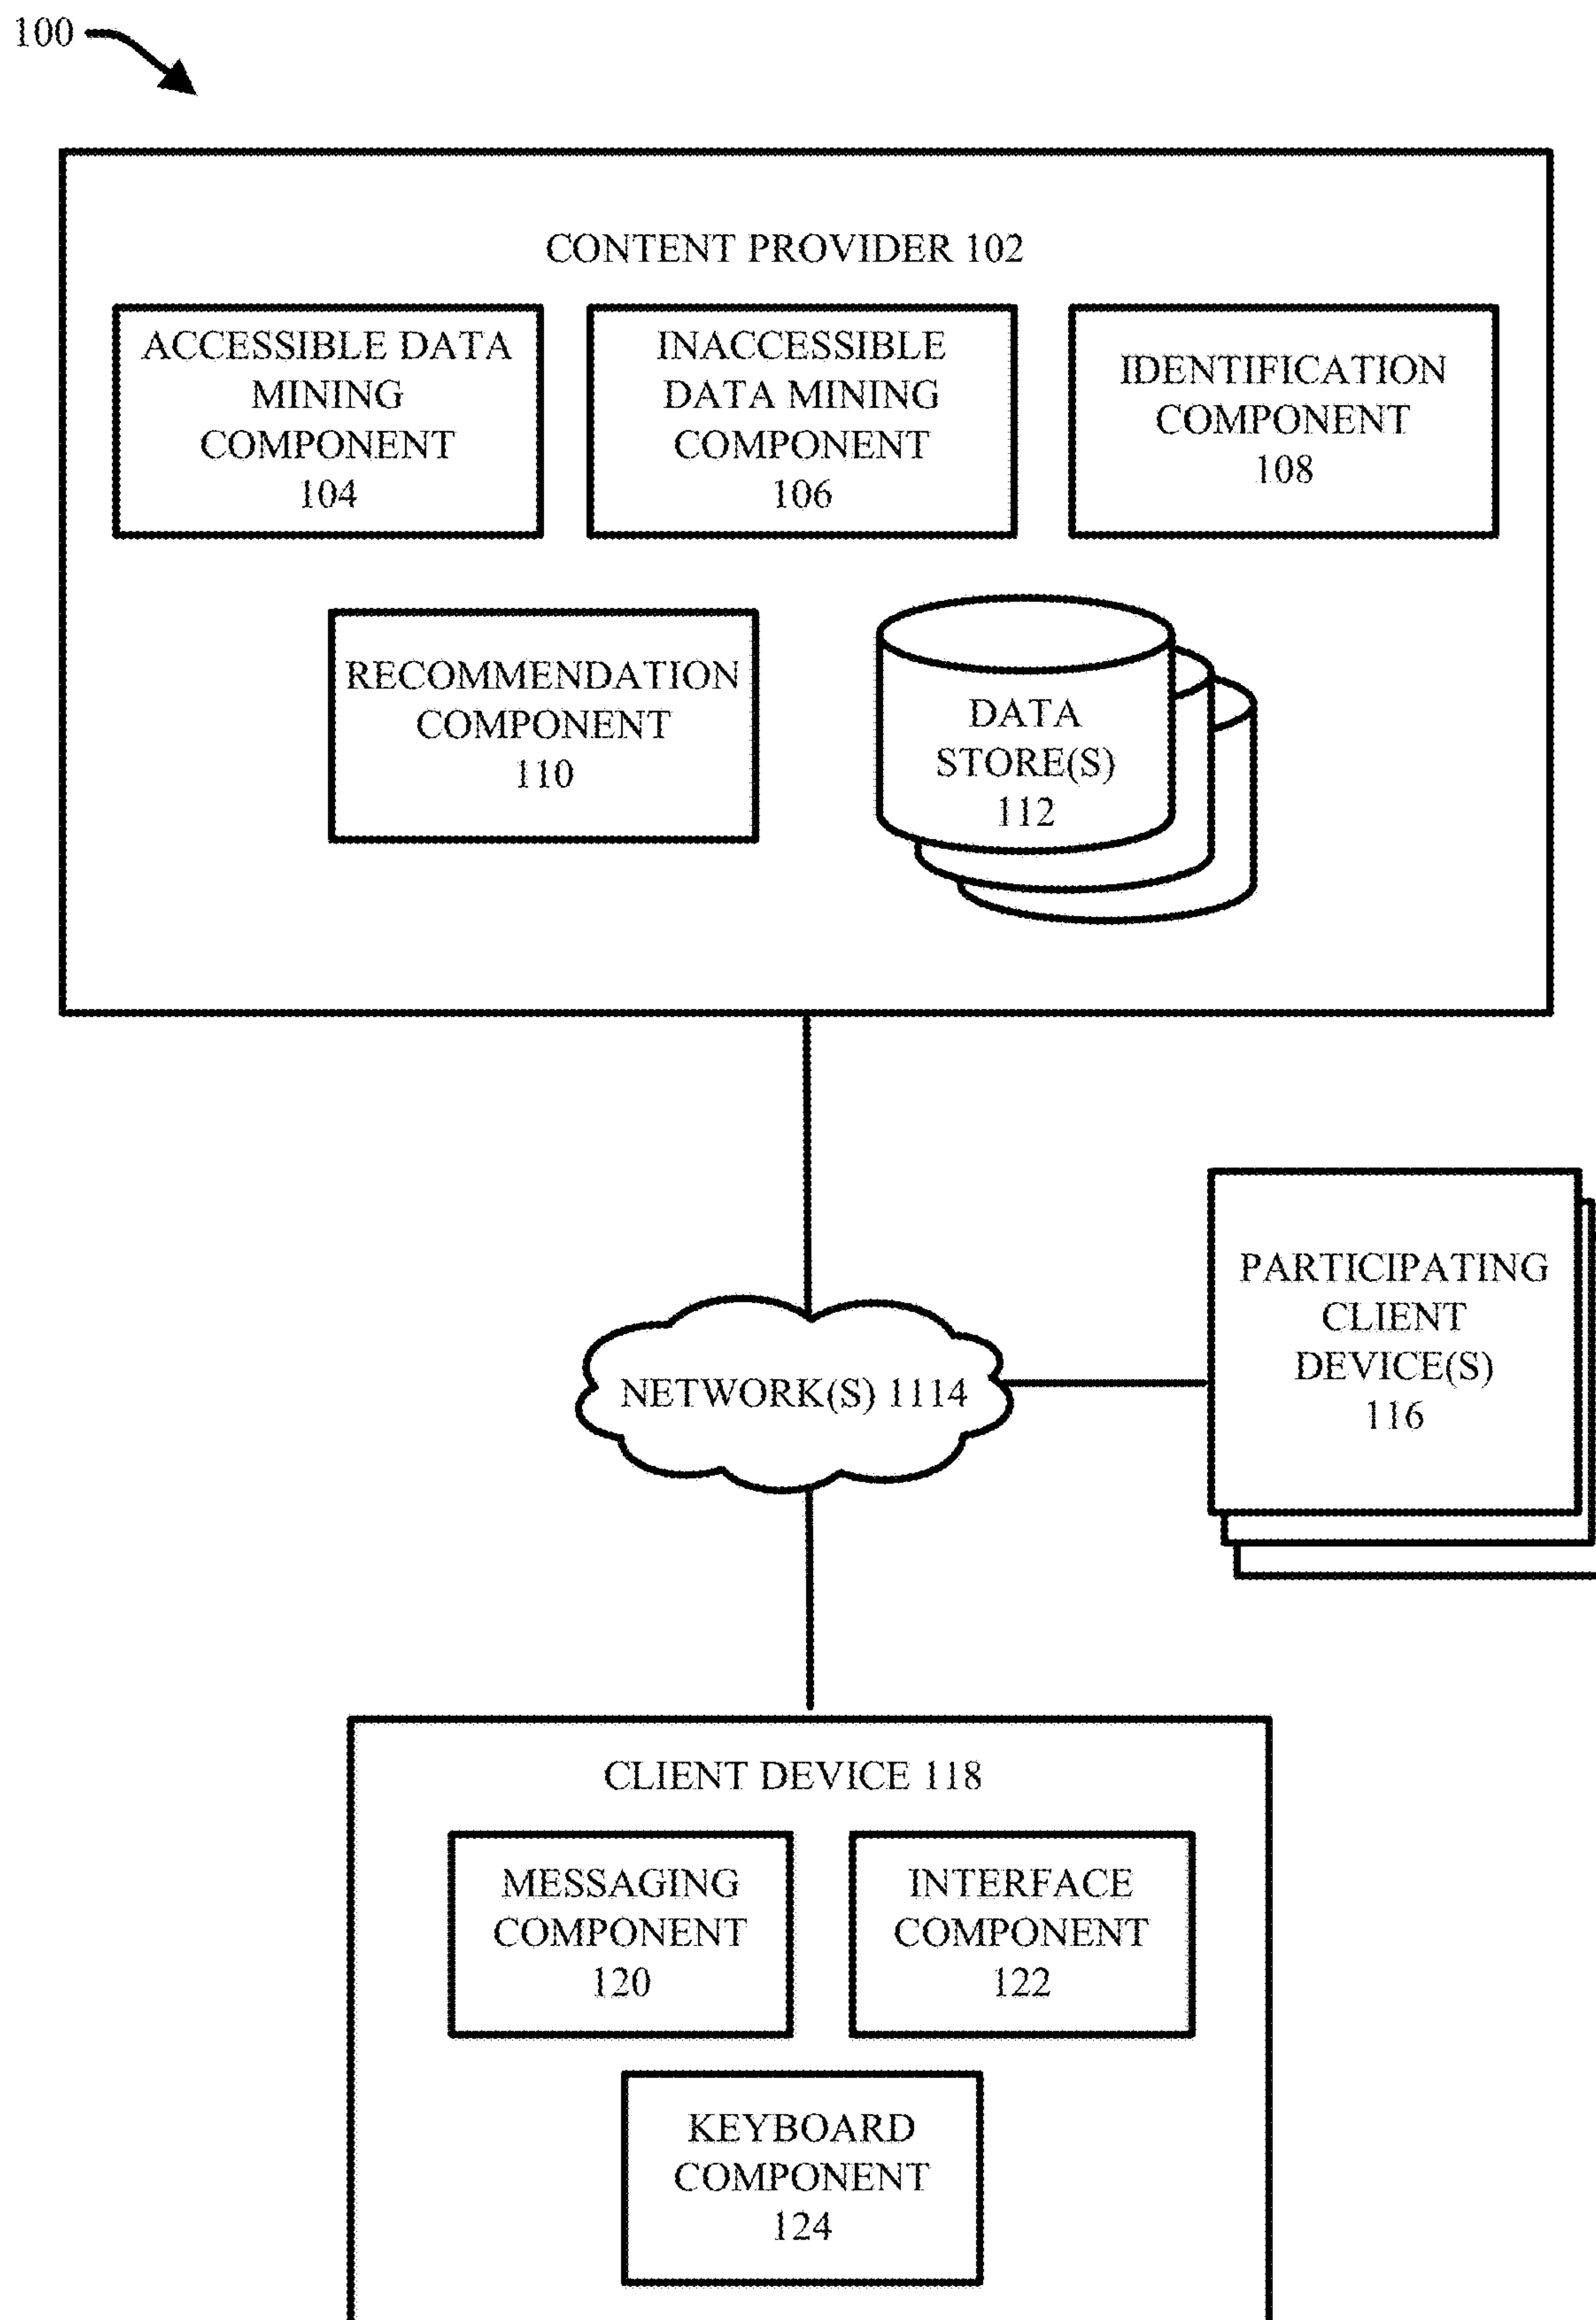 100
CONTENT PROVIDER 102
ACCESSIBLE DATA
MINING
COMPONENT
104
INACCESSIBLE
DATA MINING
COMPONENT
106
IDENTIFICATION
COMPONENT
108
RECOMMENDATION
COMPONENT
110
DATA
STORE(S)
112
PARTICIPATING
CLIENT
DEVICE(S)
116
NETWORK(S) 1114
CLIENT DEVICE 118
MESSAGING
COMPONENT
120
INTERFACE
COMPONENT
122
KEYBOARD
COMPONENT
124